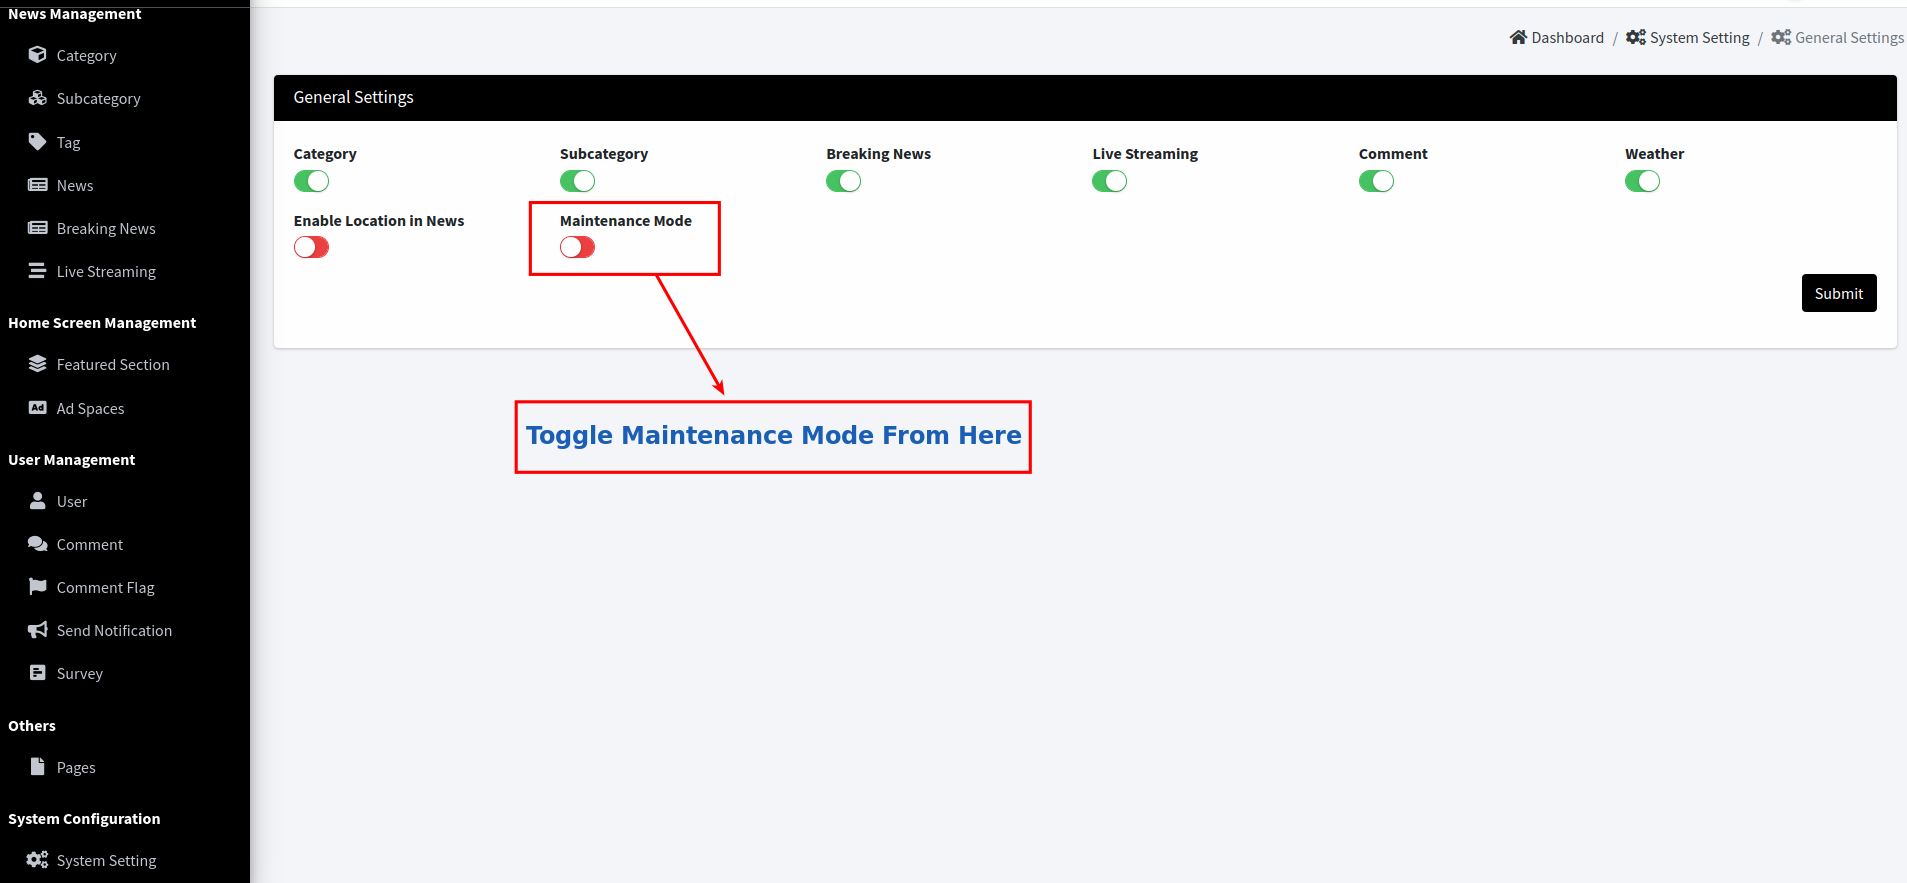 News Management
Category
Subcategory
Tag
News
Breaking News
Live Streaming
Home Screen Management
Featured Section
Ad Spaces
User Management
User
Comment
Comment Flag
Send Notification
Survey
Others
Pages
System Configuration
System Setting
Dashboard / System Setting / General Settings
General Settings
Category Subcategory Breaking News Live Streaming Comment Weather
Enable Location in News Maintenance Mode
Submit
Toggle Maintenance Mode From Here